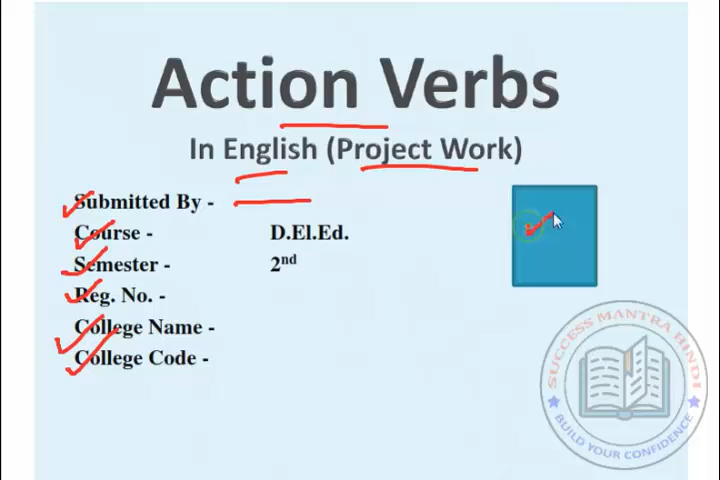 Action Verbs
In English (Project Work)
Submitted By -
Course - D.El.Ed.
Semester - 2nd
Reg. No. -
College Name -
College Code -
SUCCESS MANTRA HINDI
BUILD YOUR CONFIDENCE